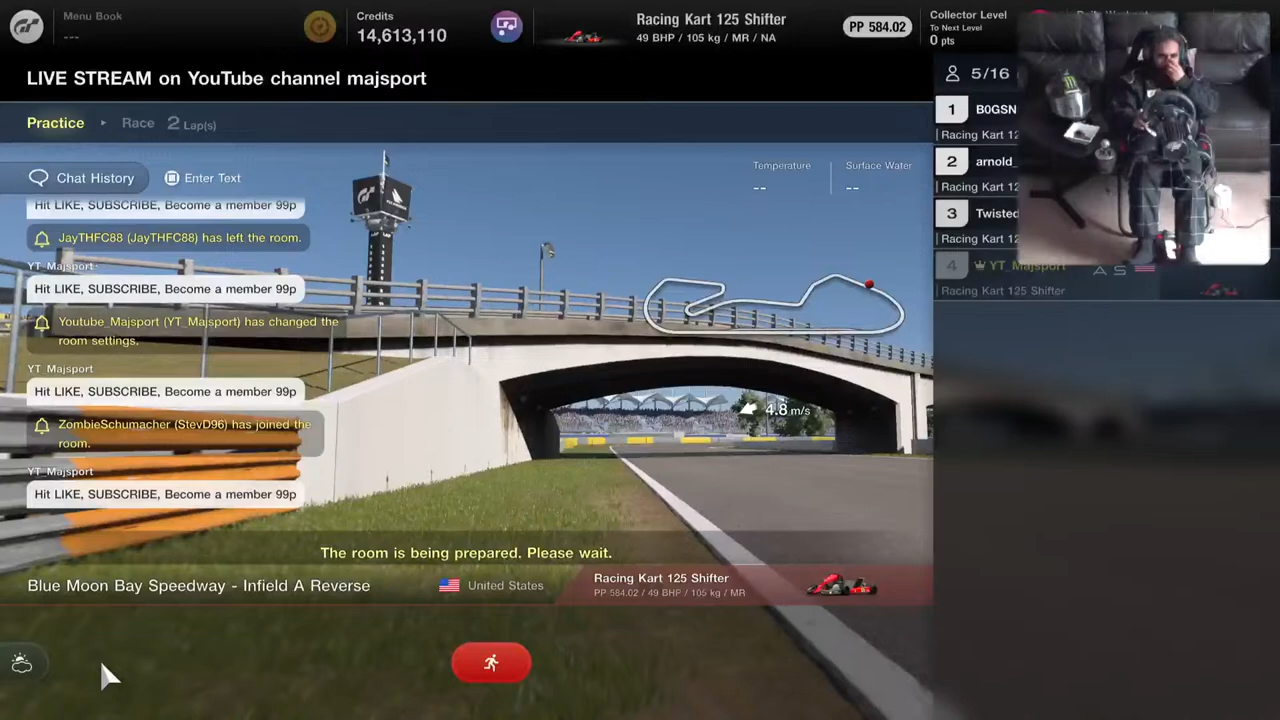 Menu Book
---
Credits
14,613,110
Racing Kart 125 Shifter
49 BHP / 105 kg / MR / NA
PP 584.02
Collector Level
To Next Level
0 pts
LIVE STREAM on YouTube channel majsport
5/16
Practice
Race 2 Lap(s)
1 B0GSN
Racing Kart 12
2 arnold_
Racing Kart 12
3 Twisted
Racing Kart 12
4 YT_Majsport
A S
Racing Kart 125 Shifter
Temperature
--
Surface Water
--
Chat History
Enter Text
Hit LIKE, SUBSCRIBE, Become a member 99p
JayTHFC88 (JayTHFC88) has left the room.
YT_Majsport
Hit LIKE, SUBSCRIBE, Become a member 99p
Youtube_Majsport (YT_Majsport) has changed the
room settings.
YT_Majsport
Hit LIKE, SUBSCRIBE, Become a member 99p
ZombieSchumacher (StevD96) has joined the
room.
YT_Majsport
Hit LIKE, SUBSCRIBE, Become a member 99p
4.8 m/s
The room is being prepared. Please wait.
Blue Moon Bay Speedway - Infield A Reverse
United States
Racing Kart 125 Shifter
PP 584.02 / 49 BHP / 105 kg / MR